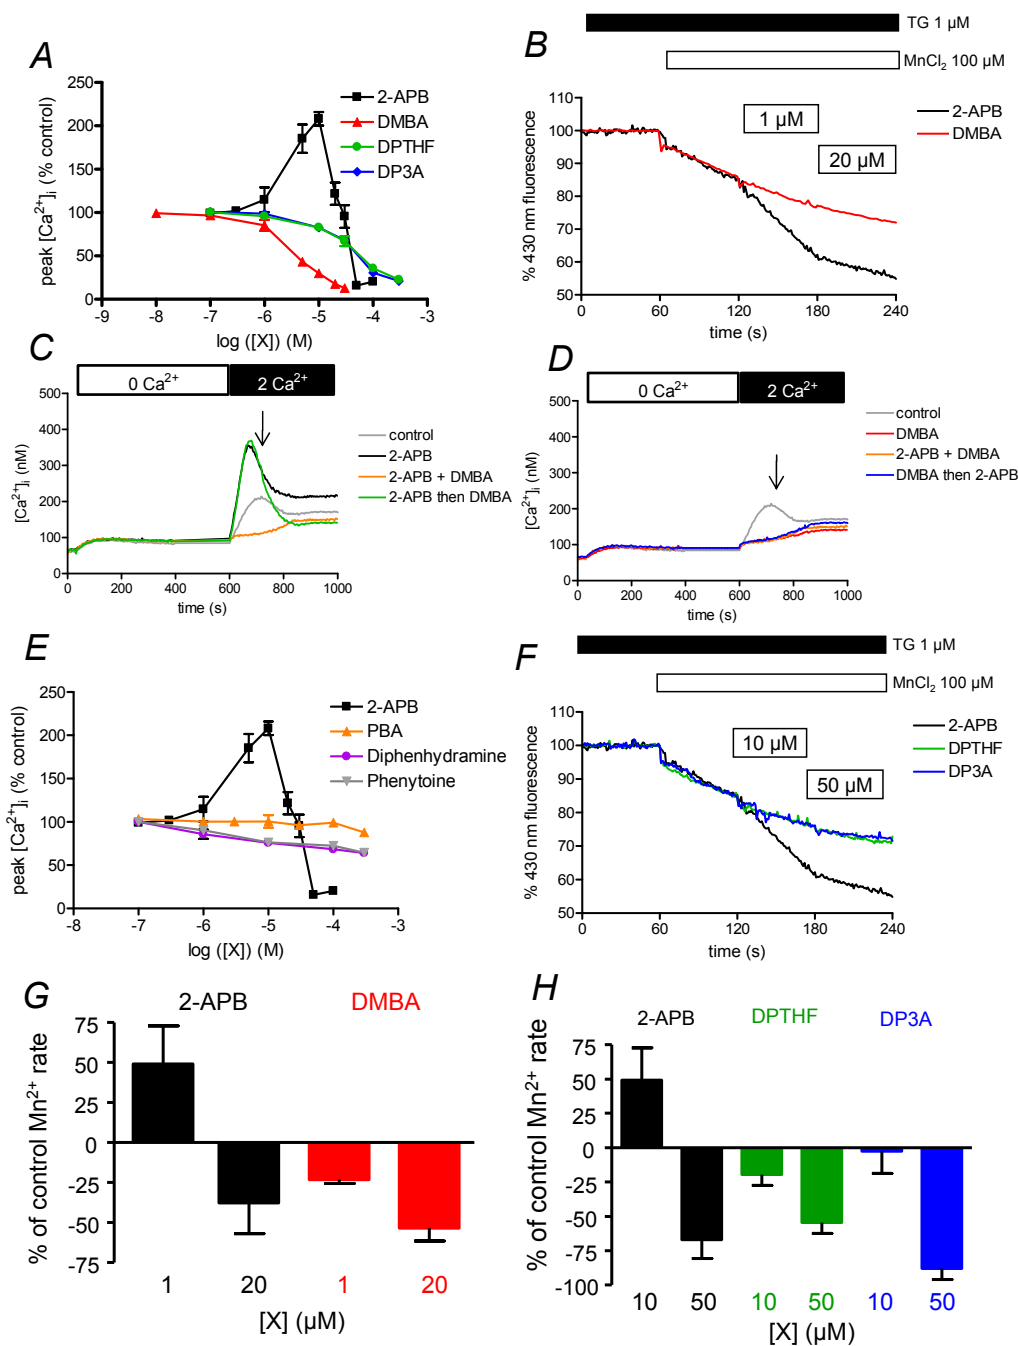 A
250
200
150
100
50
0
-9 -8 -7 -6 -5 -4 -3
peak [Ca2+]i (% control)
log ([X]) (M)
2-APB
DMBA
DPTHF
DP3A
B
TG 1 µM
MnCl2 100 µM
110
100
90
80
70
60
50
0 60 120 180 240
% 430 nm fluorescence
time (s)
1 µM
20 µM
2-APB
DMBA
C
0 Ca2+ 2 Ca2+
500
400
300
200
100
0
0 200 400 600 800 1000
[Ca2+]i (nM)
time (s)
control
2-APB
2-APB + DMBA
2-APB then DMBA
D
0 Ca2+ 2 Ca2+
500
400
300
200
100
0
0 200 400 600 800 1000
[Ca2+]i (nM)
time (s)
control
DMBA
2-APB + DMBA
DMBA then 2-APB
E
250
200
150
100
50
0
-8 -7 -6 -5 -4 -3
peak [Ca2+]i (% control)
log ([X]) (M)
2-APB
PBA
Diphenhydramine
Phenytoine
F
TG 1 µM
MnCl2 100 µM
110
100
90
80
70
60
50
0 60 120 180 240
% 430 nm fluorescence
time (s)
10 µM
50 µM
2-APB
DPTHF
DP3A
G
2-APB DMBA
75
50
25
0
-25
-50
-75
% of control Mn2+ rate
1 20 1 20
[X] (µM)
H
2-APB DPTHF DP3A
75
50
25
0
-25
-50
-75
-100
% of control Mn2+ rate
10 50 10 50 10 50
[X] (µM)